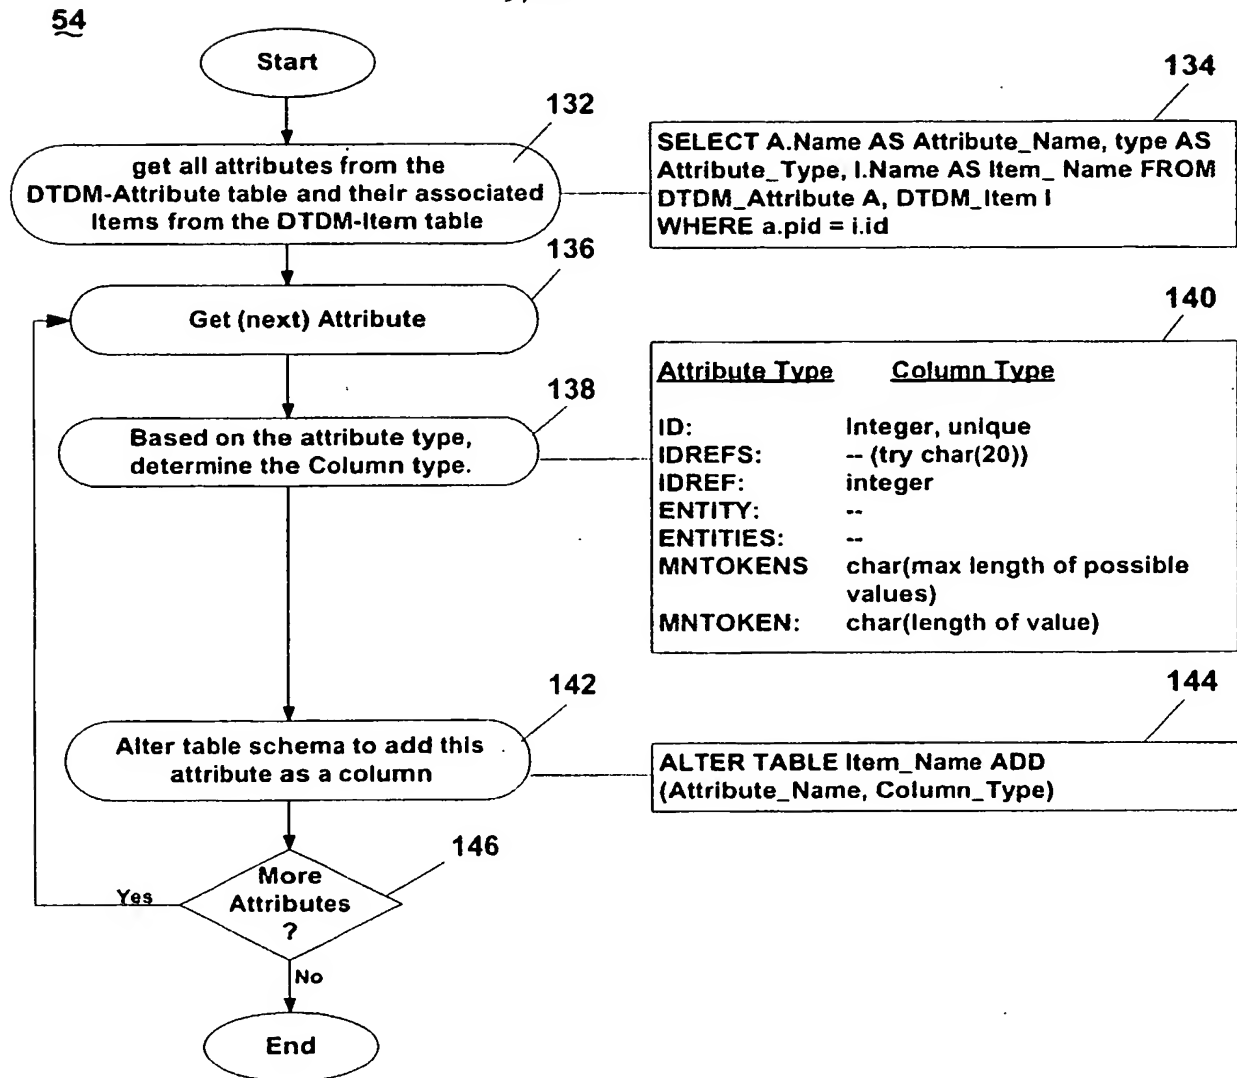 54
Start
132
get all attributes from the
DTDM-Attribute table and their associated
Items from the DTDM-Item table
134
SELECT A.Name AS Attribute_Name, type AS
Attribute_Type, I.Name AS Item_ Name FROM
DTDM_Attribute A, DTDM_Item I
WHERE a.pid = i.id
136
Get (next) Attribute
138
Based on the attribute type,
determine the Column type.
140
Attribute Type Column Type
ID: Integer, unique
IDREFS: -- (try char(20))
IDREF: integer
ENTITY: --
ENTITIES: --
MNTOKENS char(max length of possible
values)
MNTOKEN: char(length of value)
142
Alter table schema to add this
attribute as a column
144
ALTER TABLE Item_Name ADD
(Attribute_Name, Column_Type)
146
More
Attributes
?
Yes
No
End